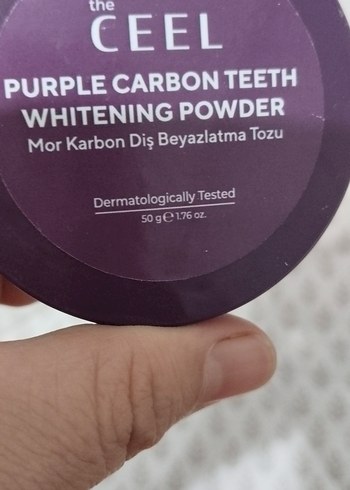 the
CEEL
PURPLE CARBON TEETH
WHITENING POWDER
Mor Karbon Diş Beyazlatma Tozu
Dermatologically Tested
50 g ℮ 1.76 oz.